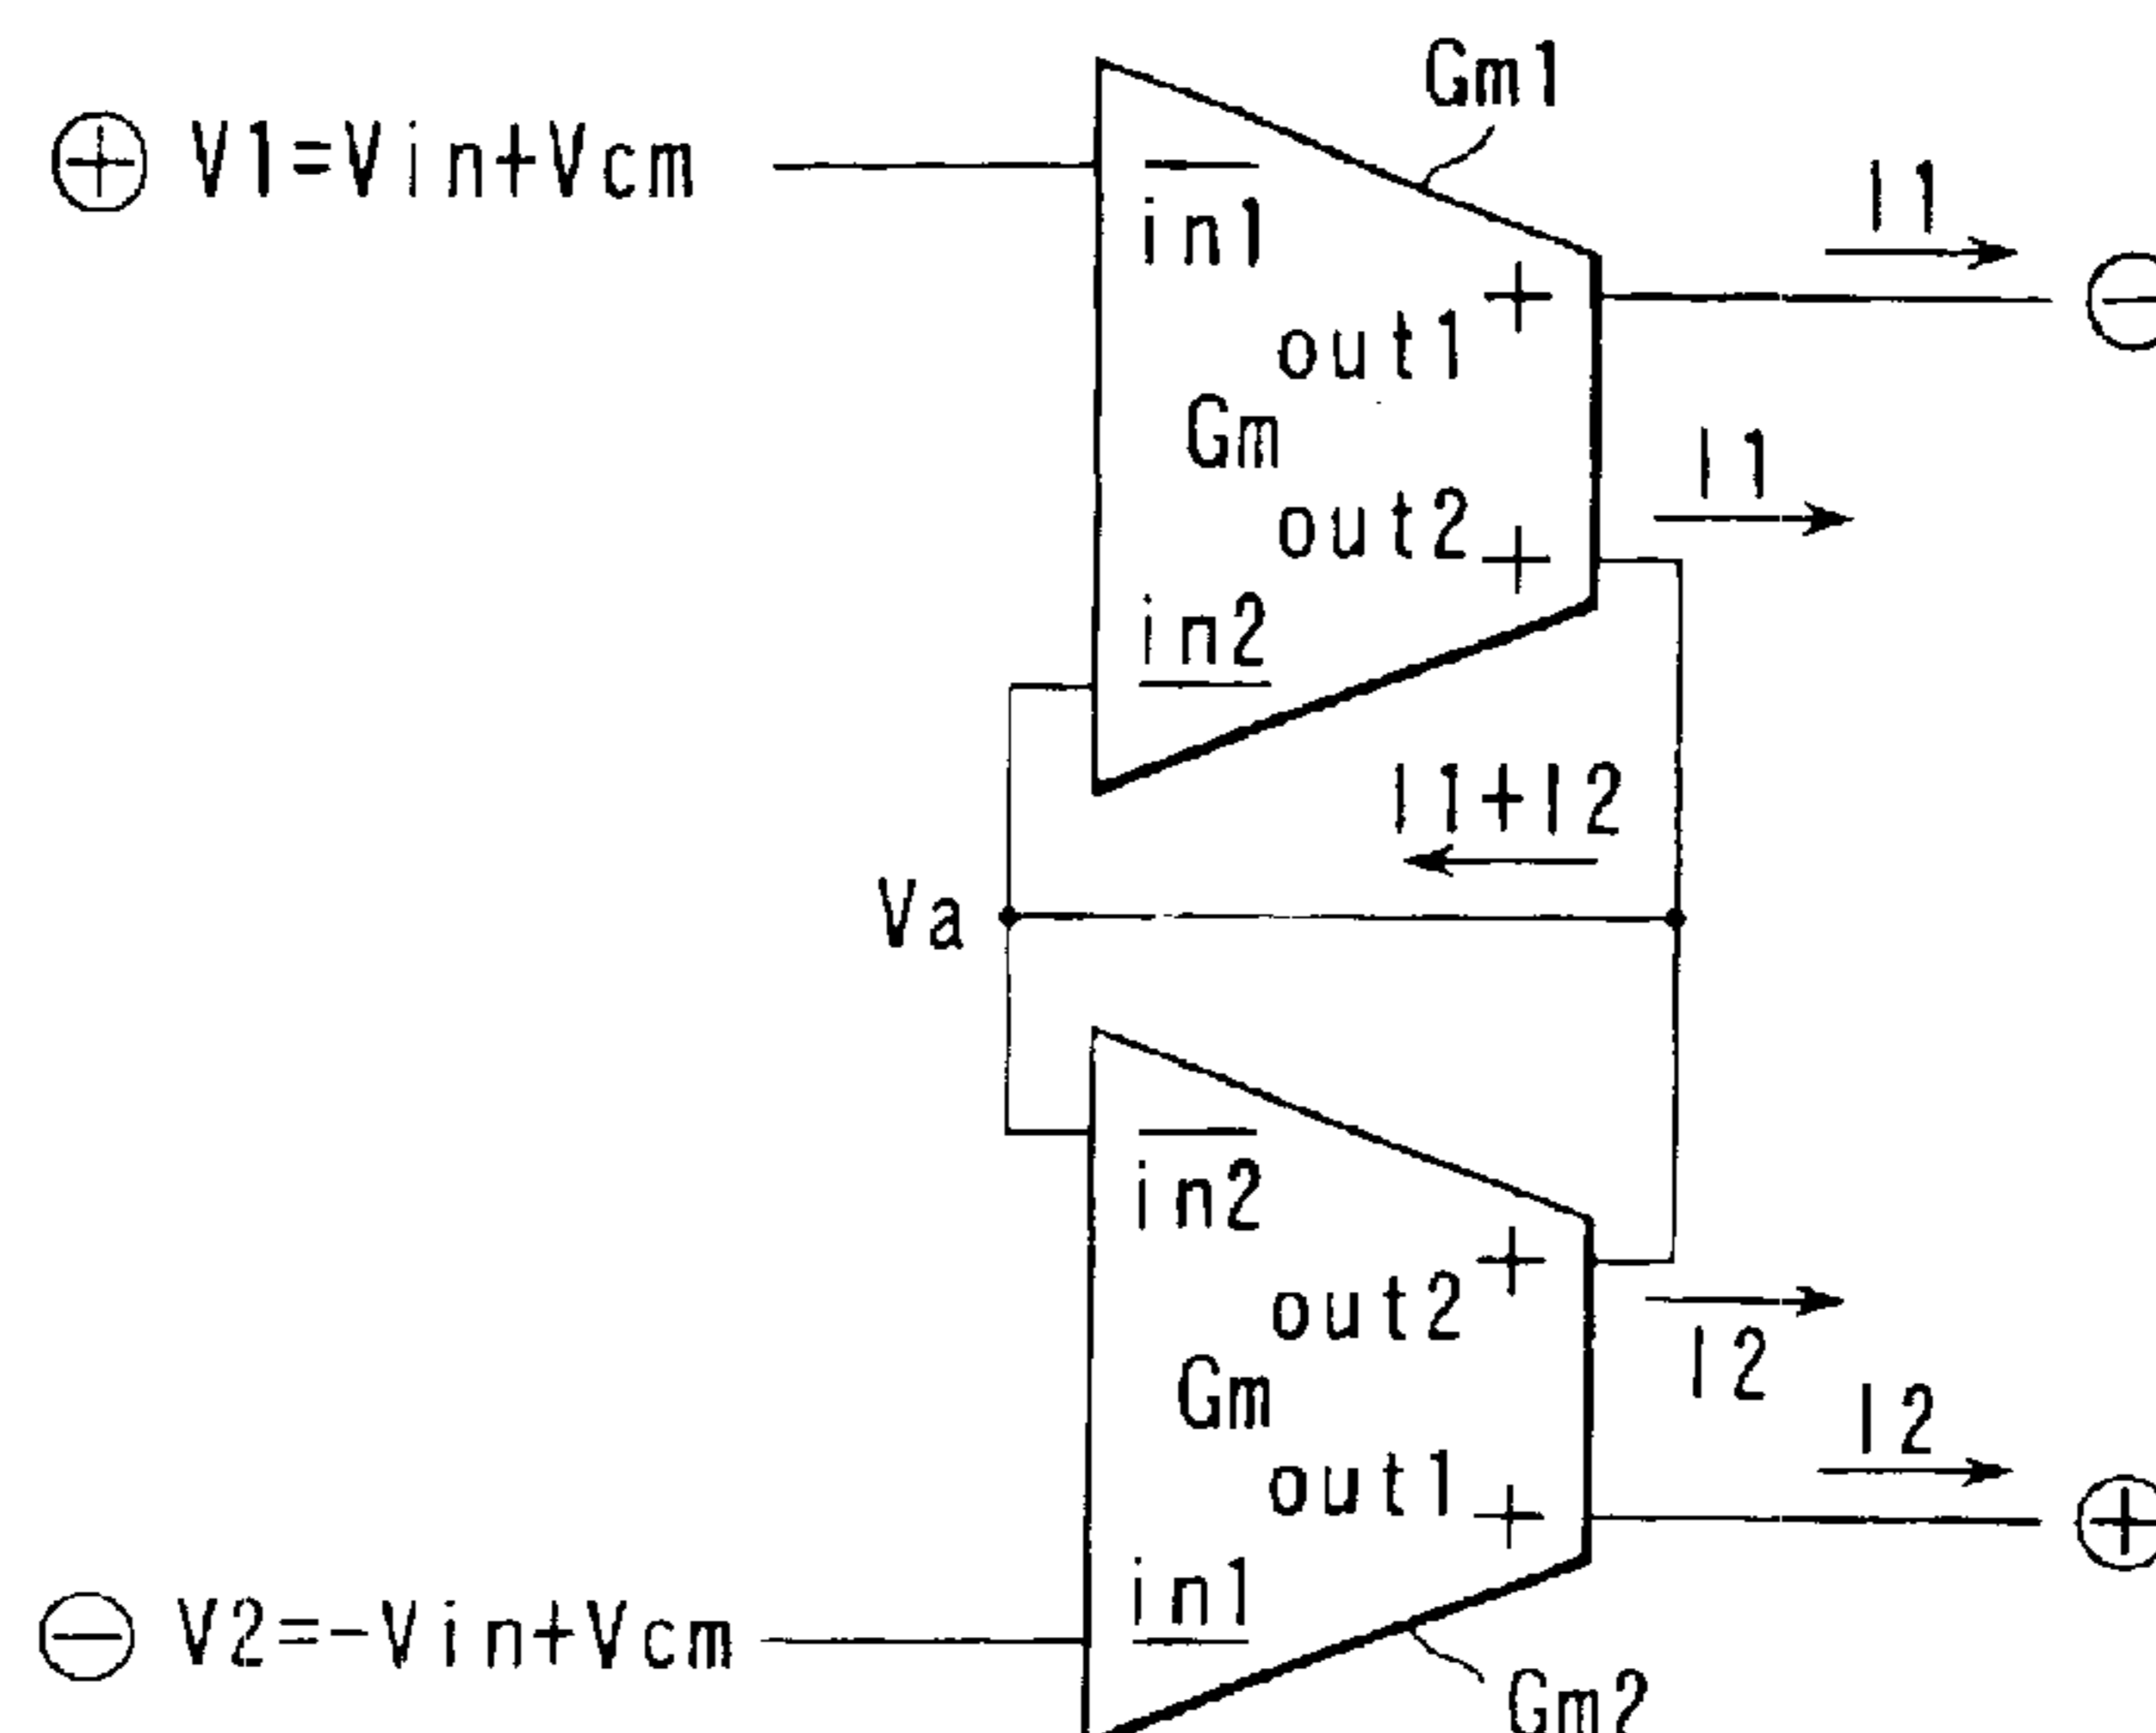 Gm1
⊕ V1=Vin+Vcm
in1
I1
+
⊖
out1
Gm
I1
out2
+
in2
I1+I2
Va
in2
+
out2
I2
Gm
I2
out1
+
⊕
in1
⊖ V2=-Vin+Vcm
Gm2